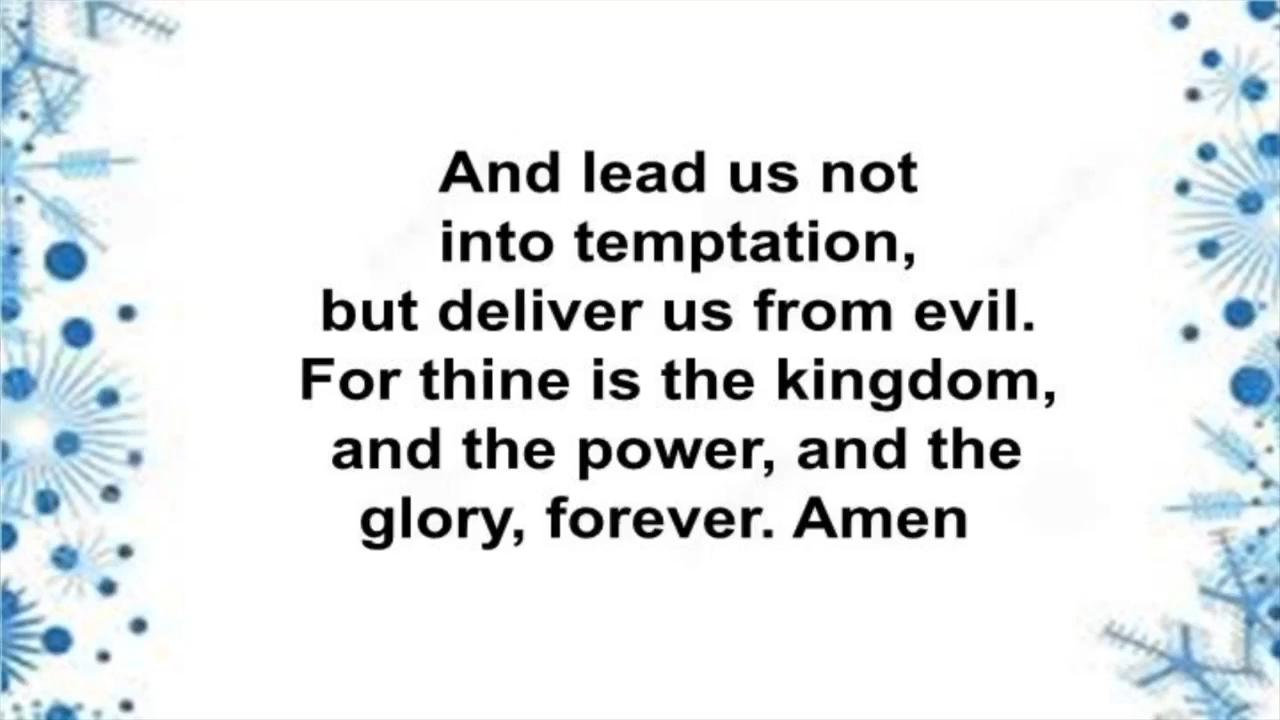 And lead us not
into temptation,
but deliver us from evil.
For thine is the kingdom,
and the power, and the
glory, forever. Amen